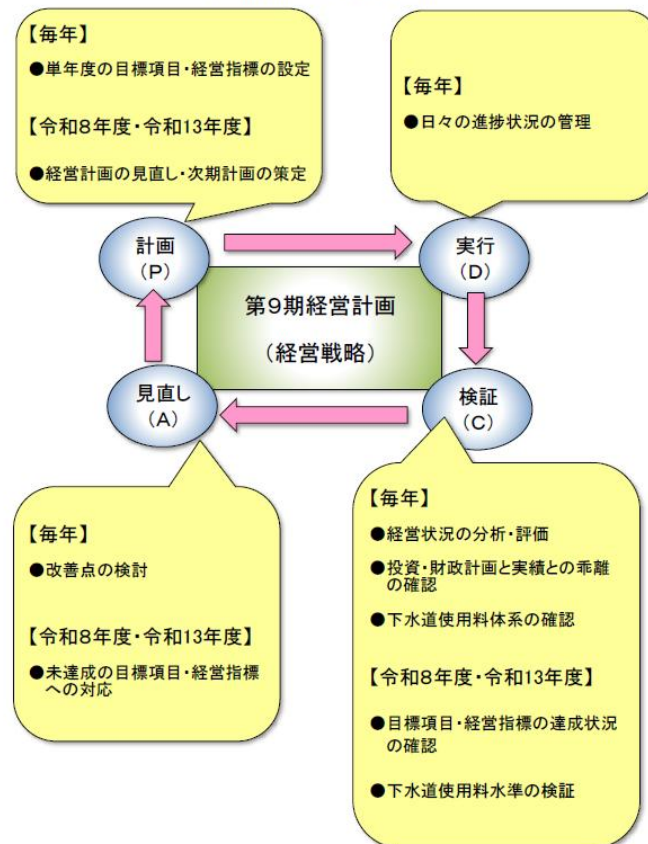 【毎年】
●単年度の目標項目・経営指標の設定
【令和8年度・令和13年度】
●経営計画の見直し・次期計画の策定
【毎年】
●日々の進捗状況の管理
計画
（P）
実行
（D）
第9期経営計画
（経営戦略）
見直し
（A）
検証
（C）
【毎年】
●改善点の検討
【令和8年度・令和13年度】
●未達成の目標項目・経営指標
への対応
【毎年】
●経営状況の分析・評価
●投資・財政計画と実績との乖離
の確認
●下水道使用料体系の確認
【令和8年度・令和13年度】
●目標項目・経営指標の達成状況
の確認
●下水道使用料水準の検証